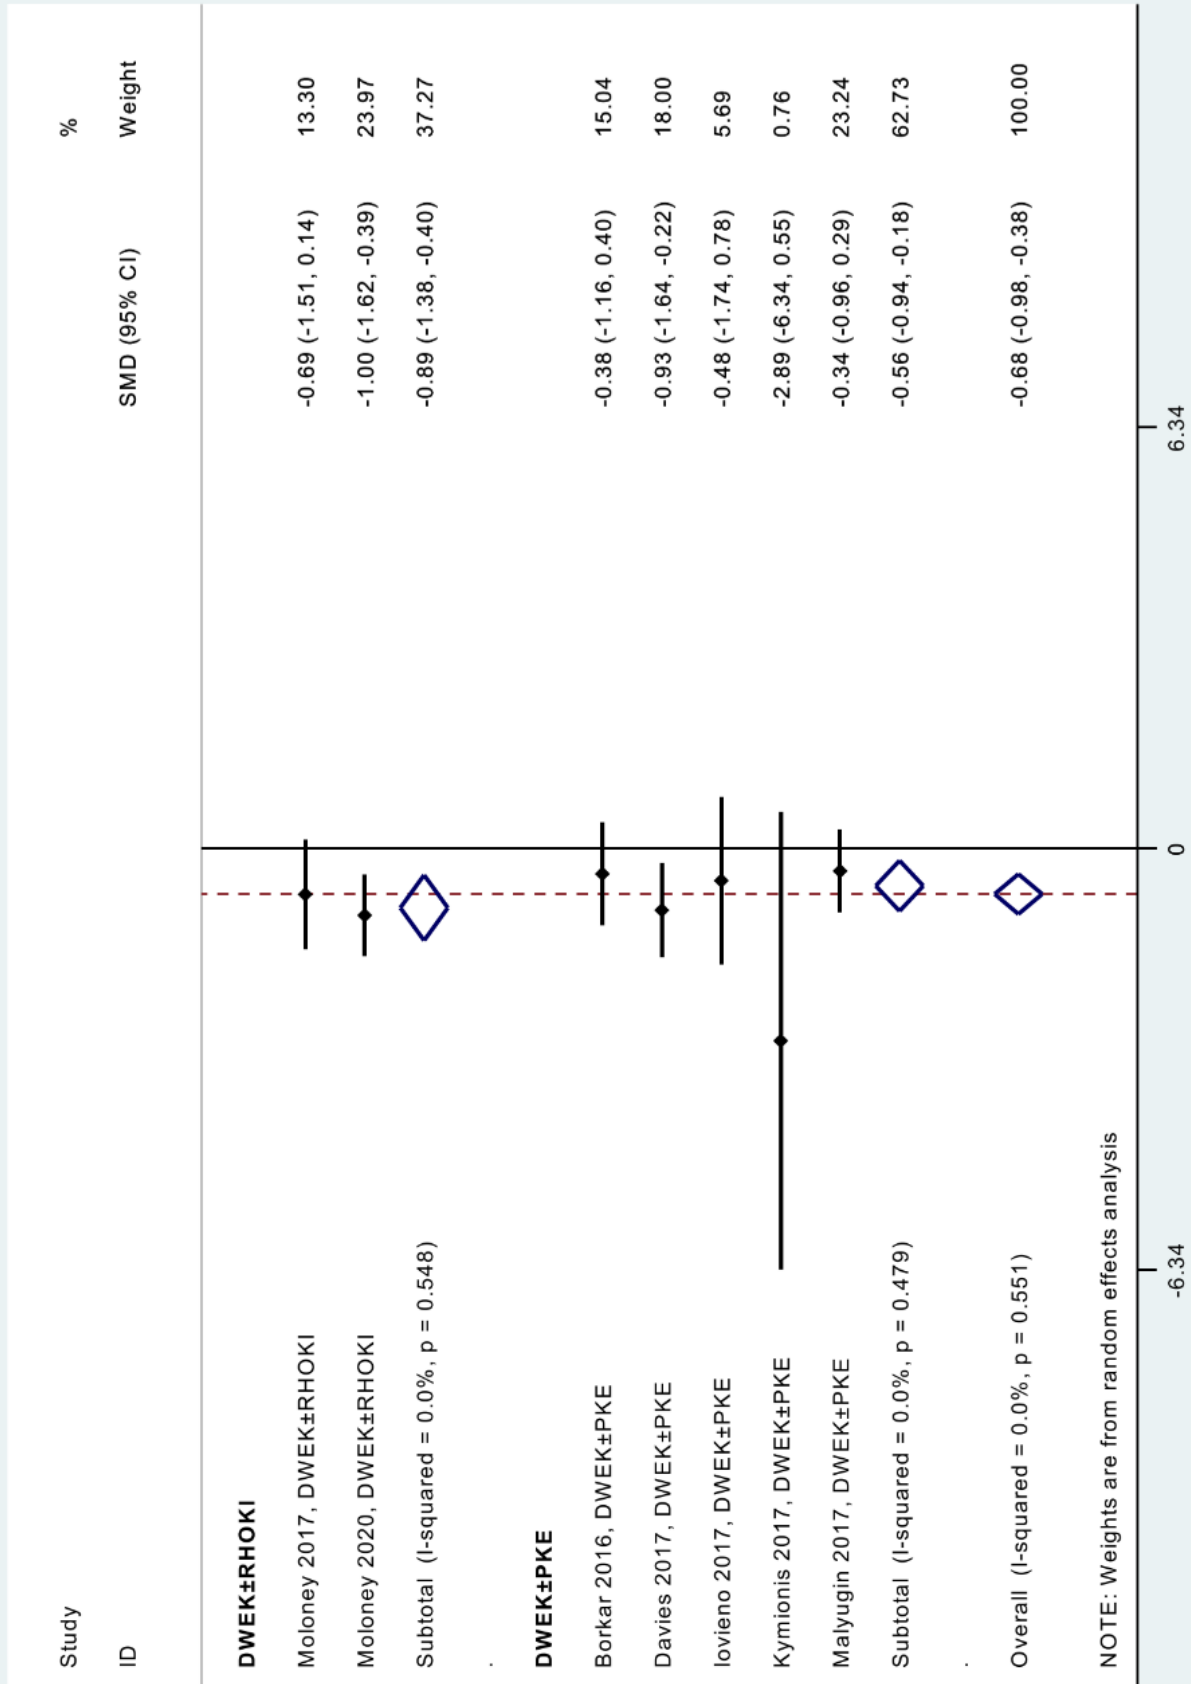 Study %
ID SMD (95% CI) Weight
DWEK±RHOKI
Moloney 2017, DWEK±RHOKI -0.69 (-1.51, 0.14) 13.30
Moloney 2020, DWEK±RHOKI -1.00 (-1.62, -0.39) 23.97
Subtotal (I-squared = 0.0%, p = 0.548) -0.89 (-1.38, -0.40) 37.27
.
DWEK±PKE
Borkar 2016, DWEK±PKE -0.38 (-1.16, 0.40) 15.04
Davies 2017, DWEK±PKE -0.93 (-1.64, -0.22) 18.00
Iovieno 2017, DWEK±PKE -0.48 (-1.74, 0.78) 5.69
Kymionis 2017, DWEK±PKE -2.89 (-6.34, 0.55) 0.76
Malyugin 2017, DWEK±PKE -0.34 (-0.96, 0.29) 23.24
Subtotal (I-squared = 0.0%, p = 0.479) -0.56 (-0.94, -0.18) 62.73
.
Overall (I-squared = 0.0%, p = 0.551) -0.68 (-0.98, -0.38) 100.00
NOTE: Weights are from random effects analysis
-6.34 0 6.34